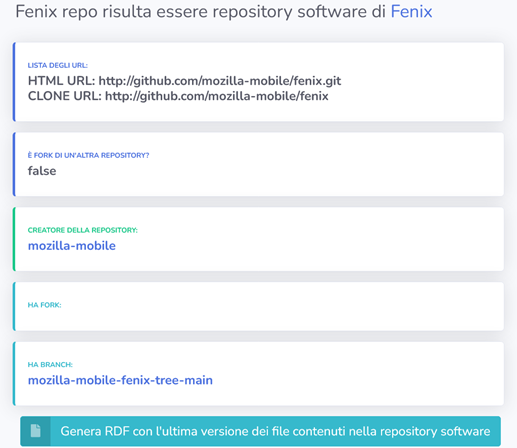 Fenix repo risulta essere repository software di Fenix
LISTA DEGLI URL:
HTML URL: http://github.com/mozilla-mobile/fenix.git
CLONE URL: http://github.com/mozilla-mobile/fenix
È FORK DI UN'ALTRA REPOSITORY?
false
CREATORE DELLA REPOSITORY:
mozilla-mobile
HA FORK:
HA BRANCH:
mozilla-mobile-fenix-tree-main
Genera RDF con l'ultima versione dei file contenuti nella repository software